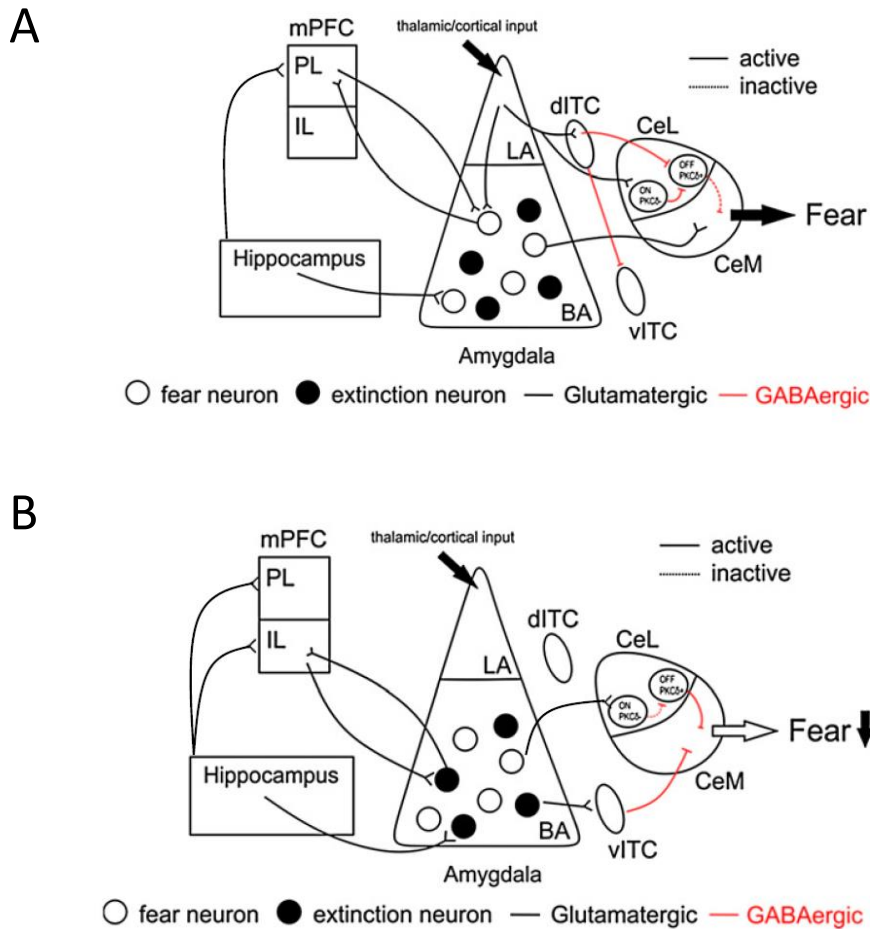 A
mPFC
thalamic/cortical input
PL
active
inactive
dITC
IL
CeL
LA
OFF
PKCδ+
ON
PKCδ-
Fear
Hippocampus
CeM
BA
vITC
Amygdala
fear neuron extinction neuron Glutamatergic GABAergic
B
mPFC
thalamic/cortical input
active
PL
inactive
dITC
IL
CeL
LA
OFF
PKCδ+
ON
PKCδ-
Fear
Hippocampus
CeM
BA
vITC
Amygdala
fear neuron extinction neuron Glutamatergic GABAergic